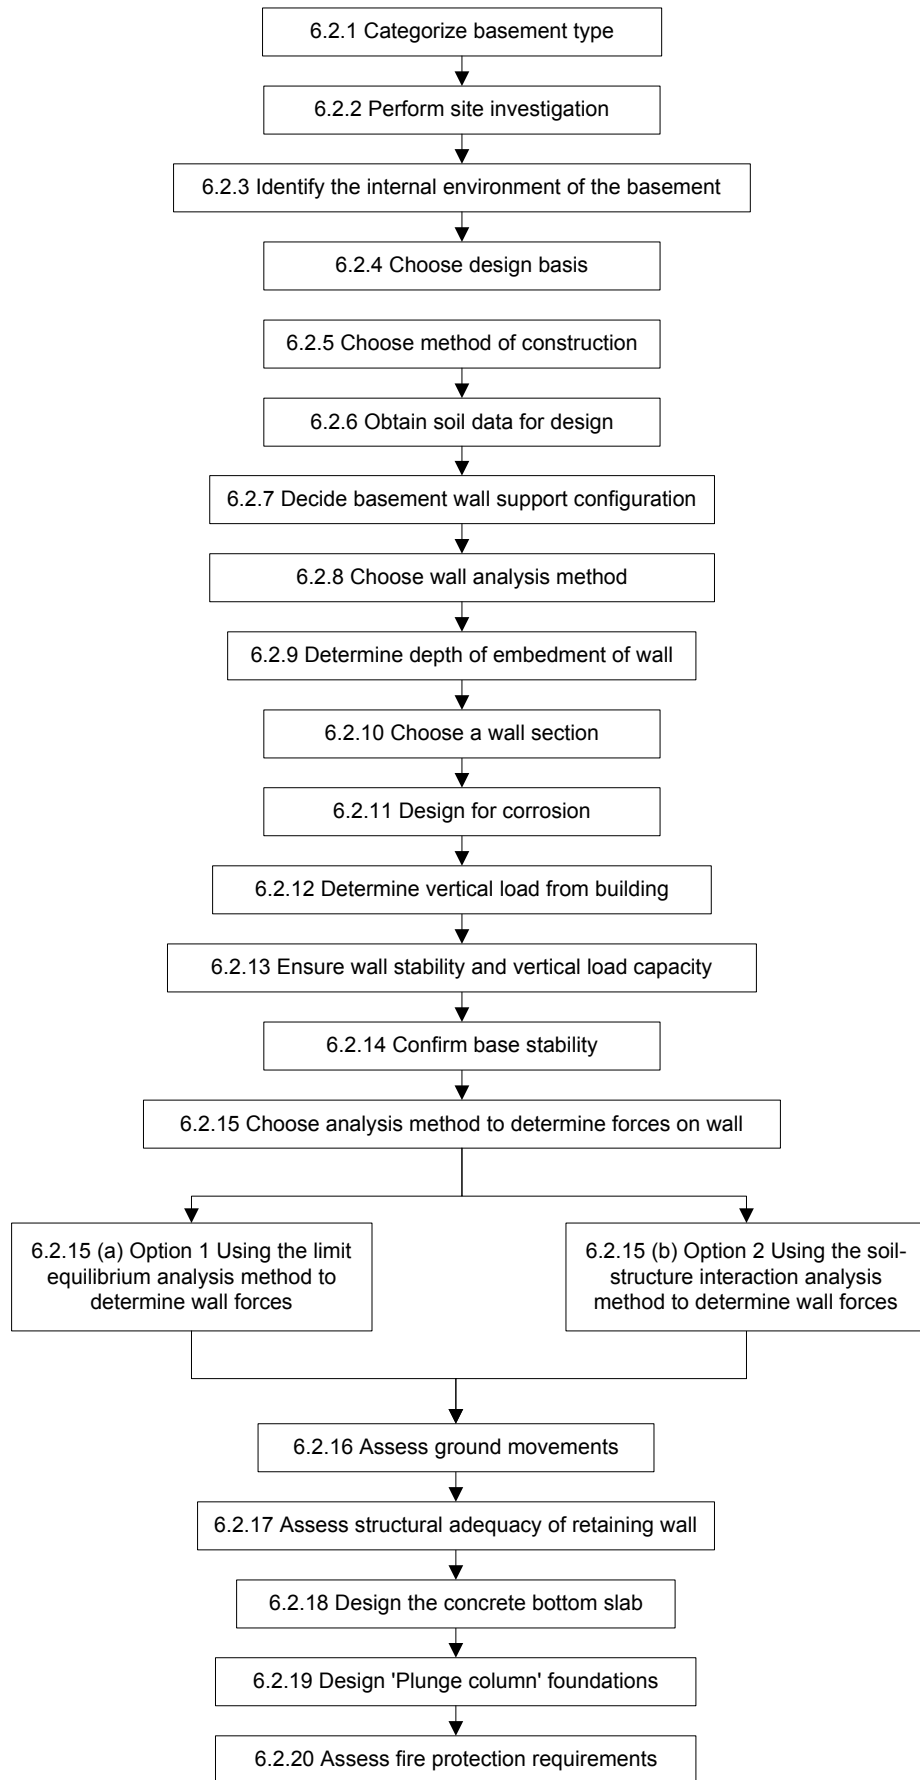 6.2.1 Categorize basement type
6.2.2 Perform site investigation
6.2.3 Identify the internal environment of the basement
6.2.4 Choose design basis
6.2.5 Choose method of construction
6.2.6 Obtain soil data for design
6.2.7 Decide basement wall support configuration
6.2.8 Choose wall analysis method
6.2.9 Determine depth of embedment of wall
6.2.10 Choose a wall section
6.2.11 Design for corrosion
6.2.12 Determine vertical load from building
6.2.13 Ensure wall stability and vertical load capacity
6.2.14 Confirm base stability
6.2.15 Choose analysis method to determine forces on wall
6.2.15 (a) Option 1 Using the limit
equilibrium analysis method to
determine wall forces
6.2.15 (b) Option 2 Using the soil-
structure interaction analysis
method to determine wall forces
6.2.16 Assess ground movements
6.2.17 Assess structural adequacy of retaining wall
6.2.18 Design the concrete bottom slab
6.2.19 Design 'Plunge column' foundations
6.2.20 Assess fire protection requirements